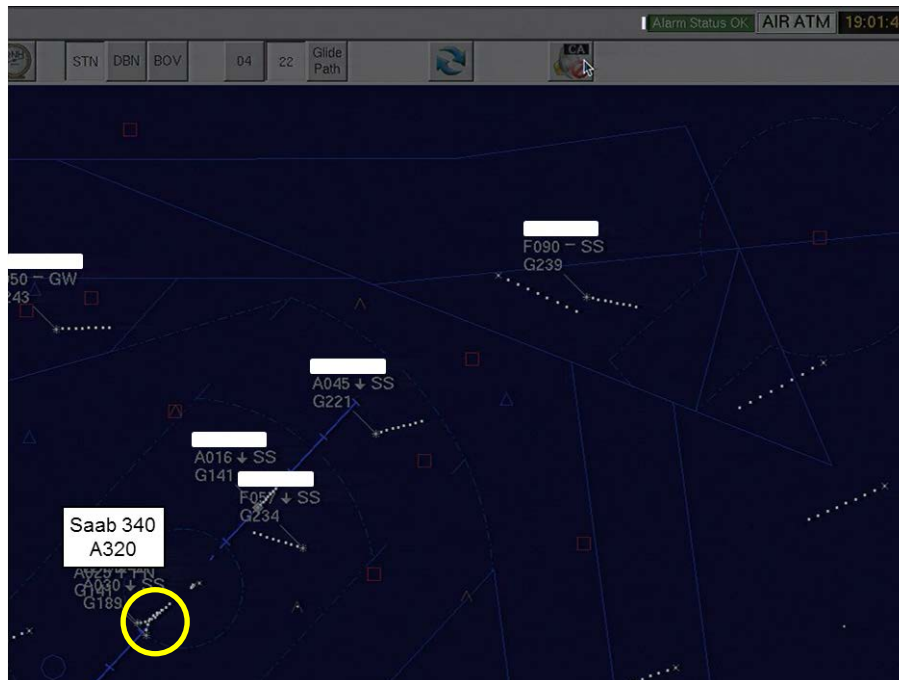 Alarm Status OK AIR ATM 19:01:4
STN DBN BOV 04 22 Glide Path CA
F090 – SS
G239
50 – GW
243
A045 ↓ SS
G221
A016 ↓ SS
G141
F057 ↓ SS
G234
Saab 340
A320
A030 ↓ SS
G189